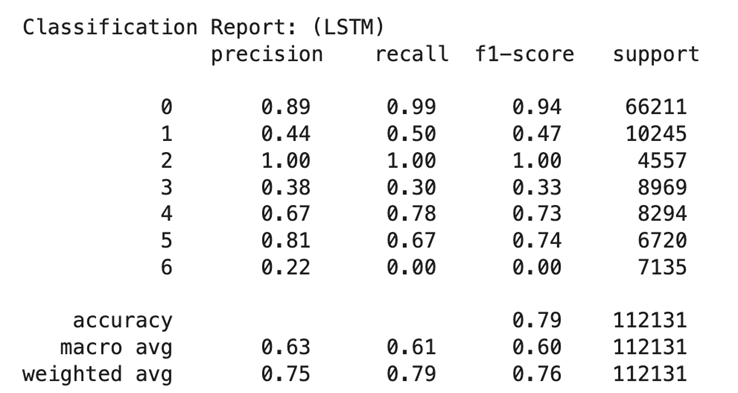 Classification Report: (LSTM)
precision recall f1-score support
0 0.89 0.99 0.94 66211
1 0.44 0.50 0.47 10245
2 1.00 1.00 1.00 4557
3 0.38 0.30 0.33 8969
4 0.67 0.78 0.73 8294
5 0.81 0.67 0.74 6720
6 0.22 0.00 0.00 7135
accuracy 0.79 112131
macro avg 0.63 0.61 0.60 112131
weighted avg 0.75 0.79 0.76 112131